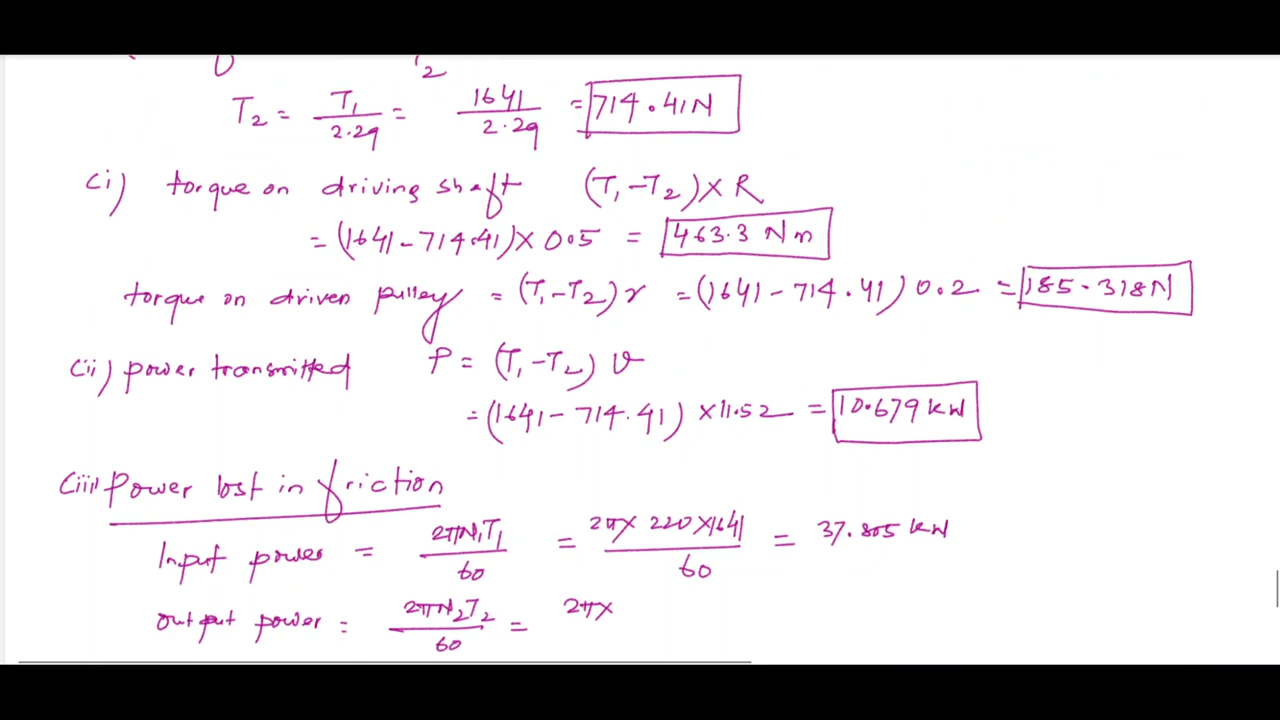 2
T₂ = T₁/2.29 = 1641/2.29 = 714.41N
(i) torque on driving shaft (T₁-T₂)×R
= (1641-714.41)×0.5 = 463.3 Nm
torque on driven pulley = (T₁-T₂)r = (1641-714.41)0.2 = 185.318N
(ii) power transmitted P = (T₁-T₂)v
= (1641-714.41)×11.52 = 10.679 kW
(iii) Power lost in friction
Input power = 2πN₁T₁/60 = 2π×220×1641/60 = 37.805 kW
output power = 2πN₂T₂/60 = 2π×